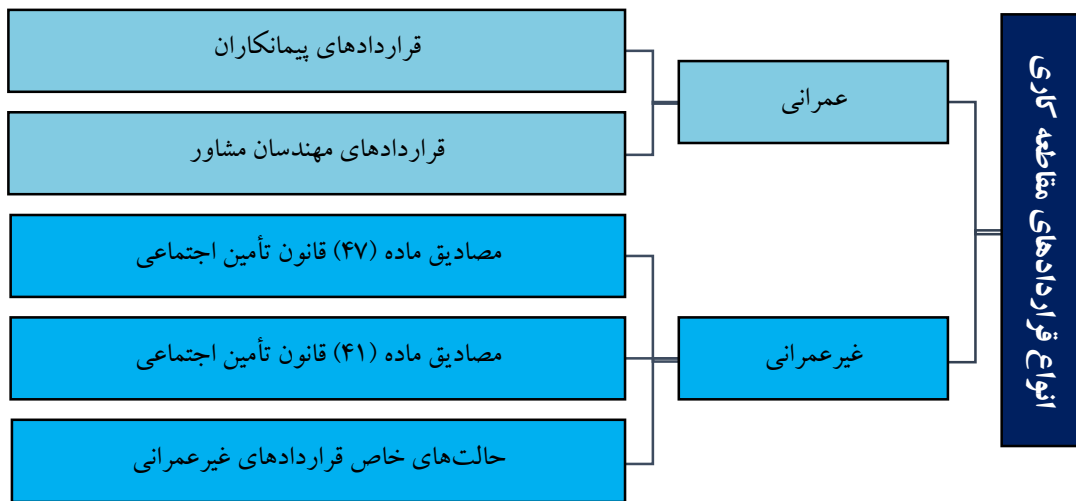 انواع قراردادهای مقاطعه کاری
عمرانی
قراردادهای پیمانکاران
قراردادهای مهندسان مشاور
غیرعمرانی
مصادیق ماده (۴۷) قانون تأمین اجتماعی
مصادیق ماده (۴۱) قانون تأمین اجتماعی
حالت‌های خاص قراردادهای غیرعمرانی